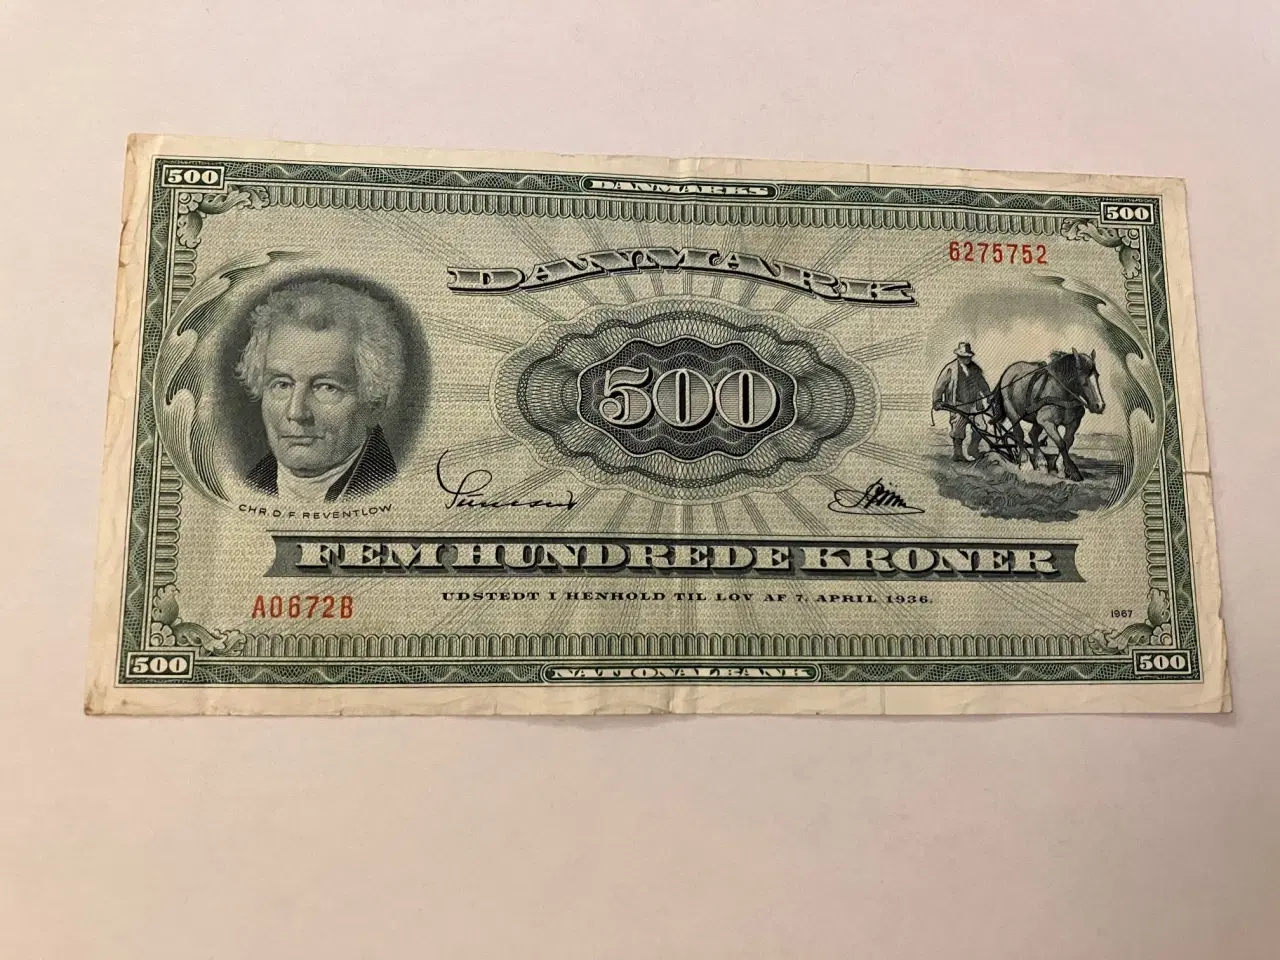 500
DANMARKS
500
6275752
DANMARK
500
CHR. D. F. REVENTLOW
FEM HUNDREDE KRONER
A0672B
UDSTEDT I HENHOLD TIL LOV AF 7. APRIL 1936.
1967
500
NATIONALBANK
500